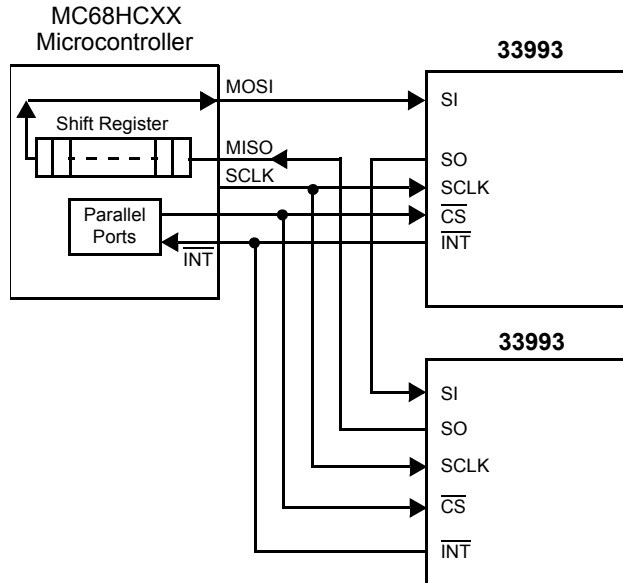 MC68HCXX
Microcontroller
33993
MOSI
SI
Shift Register
MISO
SO
SCLK
SCLK
Parallel
Ports
CS
INT
INT
33993
SI
SO
SCLK
CS
INT